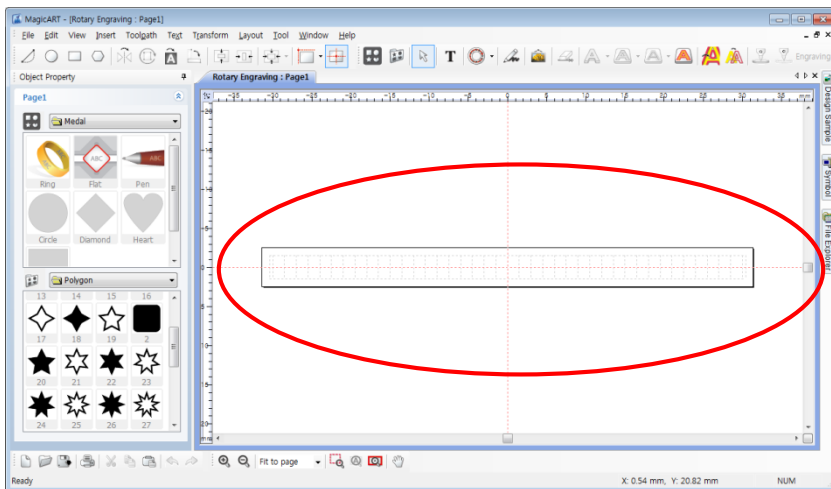 MagicART - [Rotary Engraving : Page1]
File Edit View Insert Toolpath Text Transform Layout Tool Window Help
T Engraving
Object Property
Rotary Engraving : Page1
Page1
Medal
ABC ABC
Ring Flat Pen
Circle Diamond Heart
Polygon
13 14 15 16
17 18 19 2
20 21 22 23
24 25 26 27
Design Sample
Symbol
File Explorer
Fit to page
Ready
X: 0.54 mm, Y: 20.82 mm
NUM